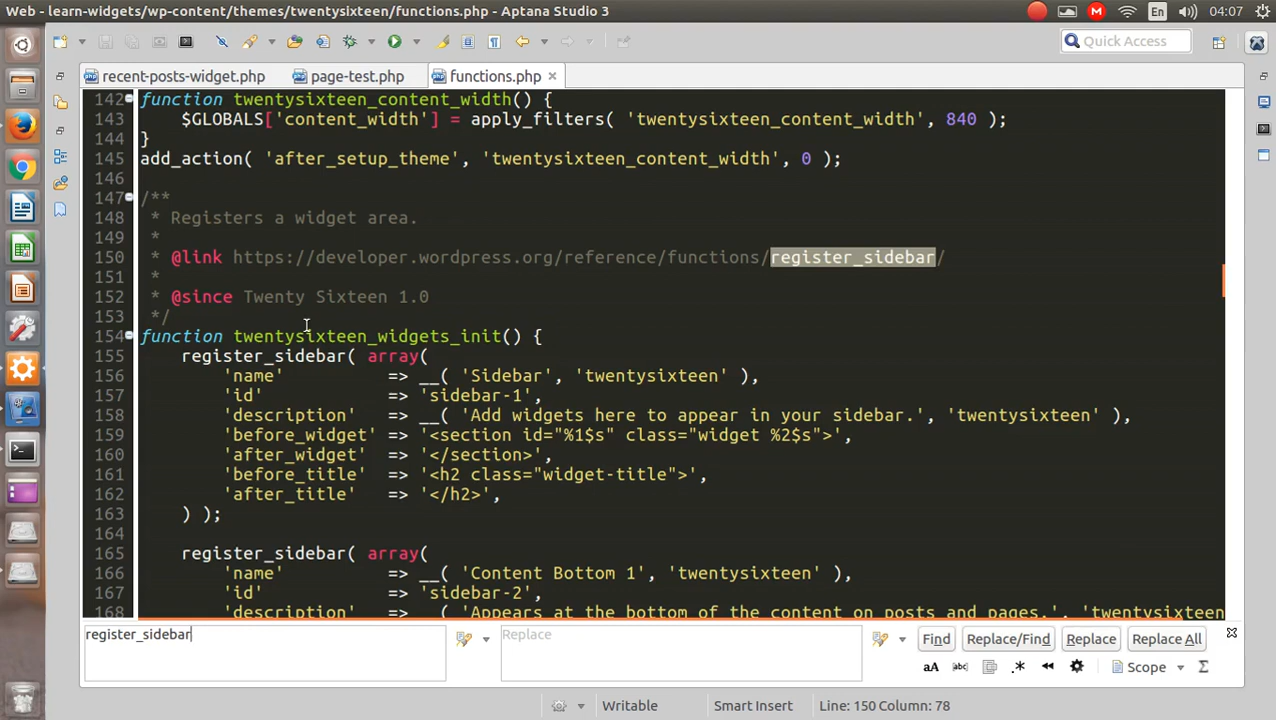 Web - learn-widgets/wp-content/themes/twentysixteen/functions.php - Aptana Studio 3
En
04:07
Quick Access
recent-posts-widget.php
page-test.php
functions.php
142 function twentysixteen_content_width() {
143 $GLOBALS['content_width'] = apply_filters( 'twentysixteen_content_width', 840 );
144 }
145 add_action( 'after_setup_theme', 'twentysixteen_content_width', 0 );
146
147 /**
148 * Registers a widget area.
149 *
150 * @link https://developer.wordpress.org/reference/functions/register_sidebar/
151 *
152 * @since Twenty Sixteen 1.0
153 */
154 function twentysixteen_widgets_init() {
155 register_sidebar( array(
156 'name' => __( 'Sidebar', 'twentysixteen' ),
157 'id' => 'sidebar-1',
158 'description' => __( 'Add widgets here to appear in your sidebar.', 'twentysixteen' ),
159 'before_widget' => '<section id="%1$s" class="widget %2$s">',
160 'after_widget' => '</section>',
161 'before_title' => '<h2 class="widget-title">',
162 'after_title' => '</h2>',
163 ) );
164
165 register_sidebar( array(
166 'name' => __( 'Content Bottom 1', 'twentysixteen' ),
167 'id' => 'sidebar-2',
168 'description' => __( 'Appears at the bottom of the content on posts and pages.', 'twentysixteen
register_sidebar
Replace
Find
Replace/Find
Replace
Replace All
Scope
Writable
Smart Insert
Line: 150 Column: 78